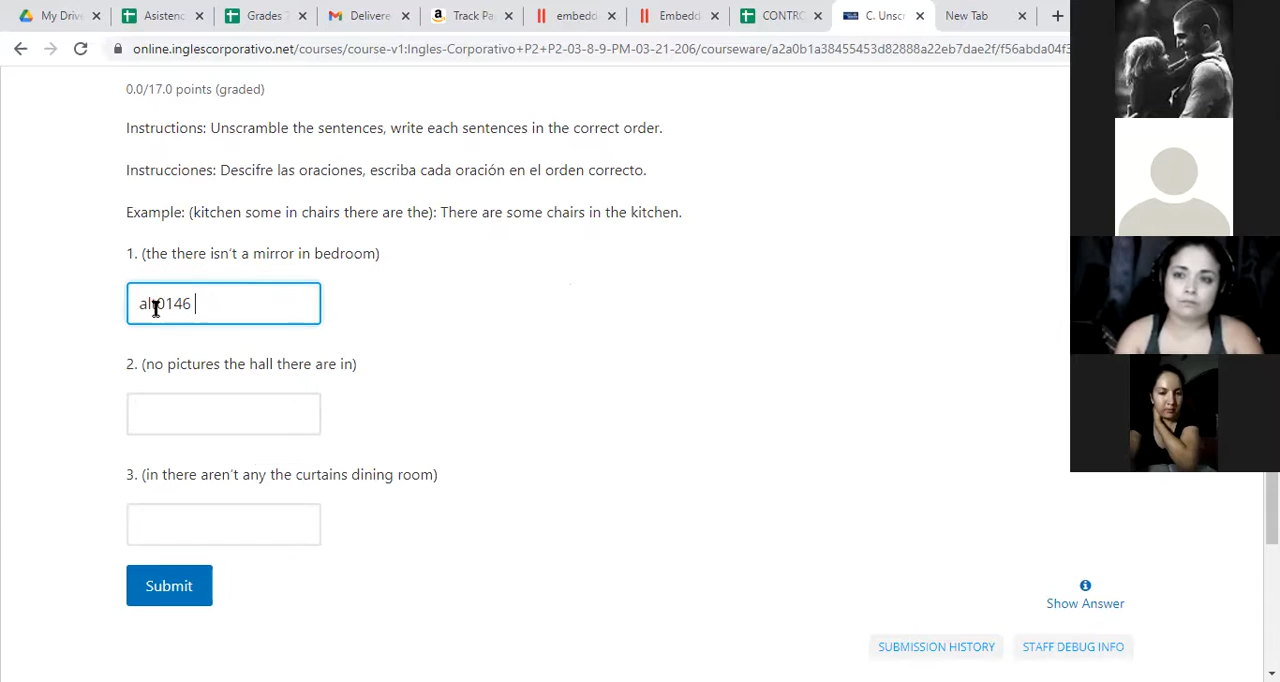 My Drive
Asistenc
Grades
Delivere
Track Pa
embedd
Embedd
CONTRO
C. Unscr
New Tab
online.inglescorporativo.net/courses/course-v1:Ingles-Corporativo+P2+P2-03-8-9-PM-03-21-206/courseware/a2a0b1a38455453d82888a22eb7dae2f/f56abda04f3
0.0/17.0 points (graded)
Instructions: Unscramble the sentences, write each sentences in the correct order.
Instrucciones: Descifre las oraciones, escriba cada oración en el orden correcto.
Example: (kitchen some in chairs there are the): There are some chairs in the kitchen.
1. (the there isn't a mirror in bedroom)
2. (no pictures the hall there are in)
3. (in there aren't any the curtains dining room)
Submit
Show Answer
SUBMISSION HISTORY
STAFF DEBUG INFO